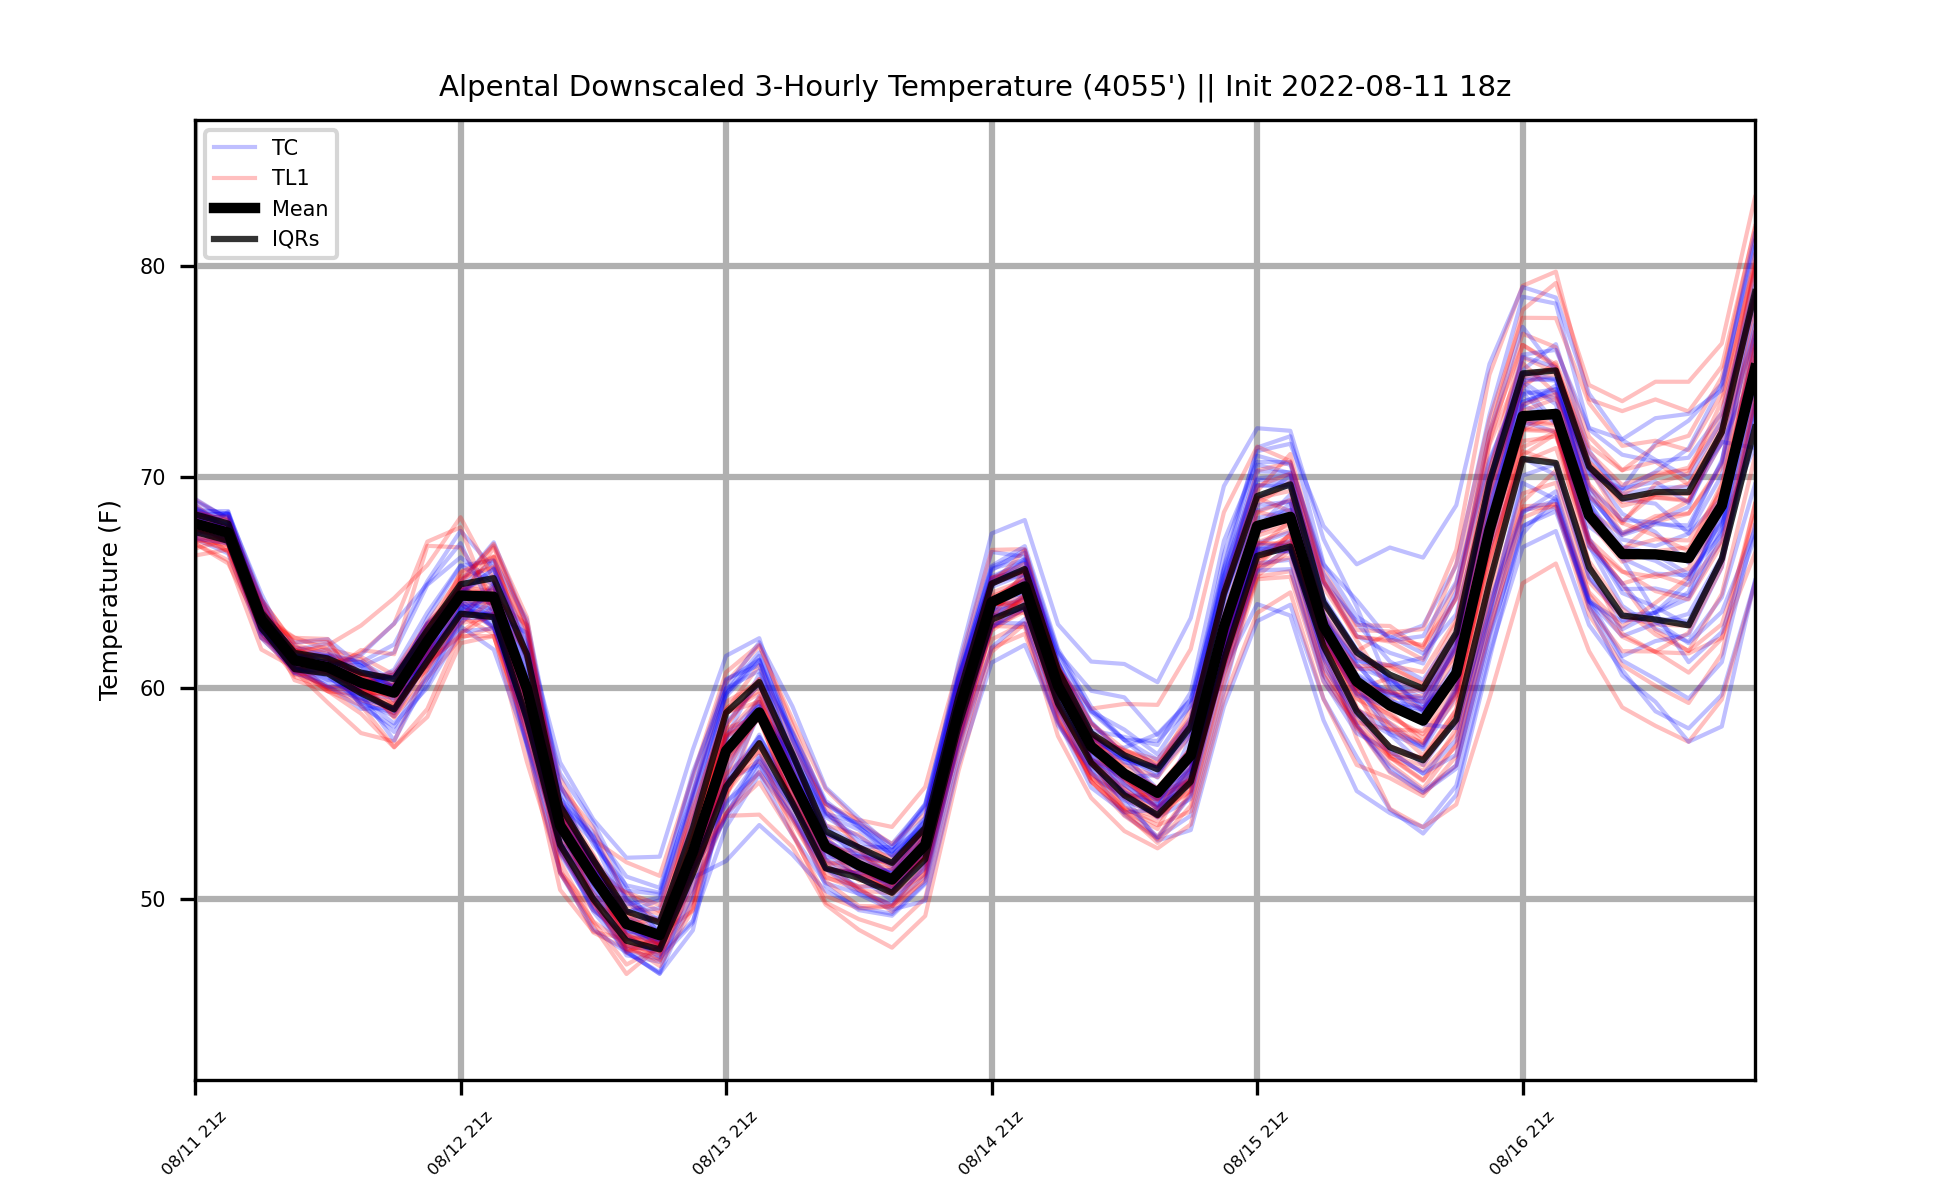 Alpental Downscaled 3-Hourly Temperature (4055') || Init 2022-08-11 18z
TC
TL1
Mean
IQRs
Temperature (F)
80
70
60
50
08/11 21z
08/12 21z
08/13 21z
08/14 21z
08/15 21z
08/16 21z